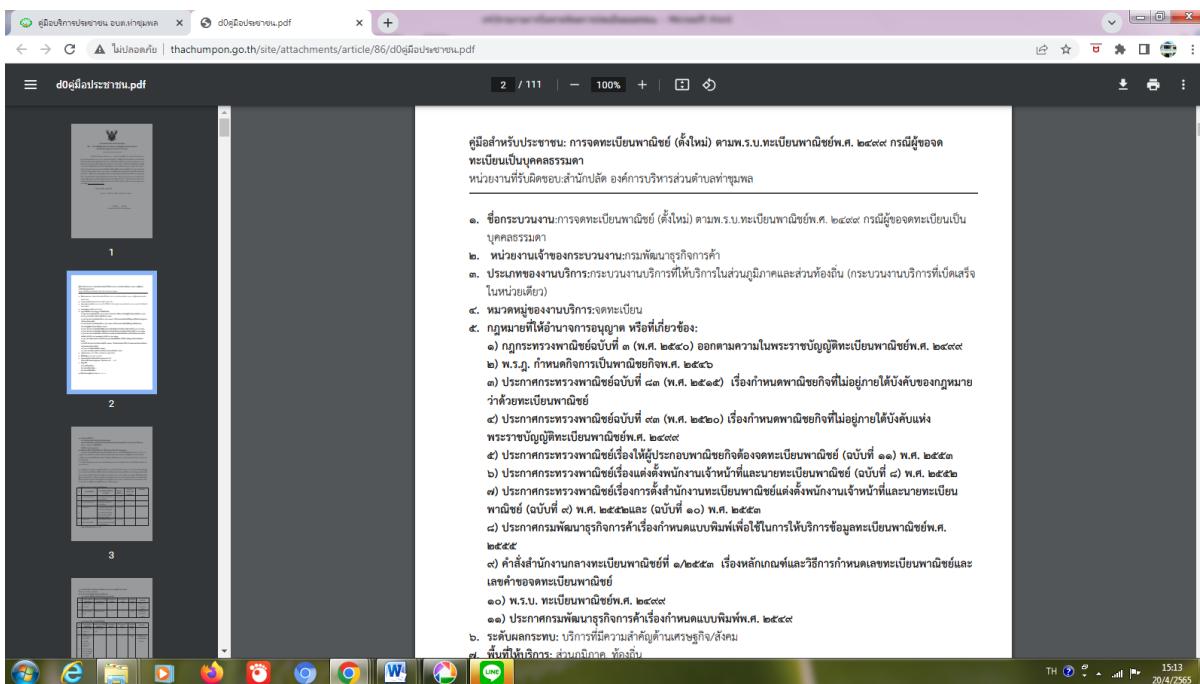 คู่มือบริการประชาชน อบต.ท่าชุมพล
d0คู่มือประชาชน.pdf
ไม่ปลอดภัย | thachumpon.go.th/site/attachments/article/86/d0คู่มือประชาชน.pdf
d0คู่มือประชาชน.pdf
2 / 111
100%
คู่มือสำหรับประชาชน: การจดทะเบียนพาณิชย์ (ตั้งใหม่) ตามพ.ร.บ.ทะเบียนพาณิชย์พ.ศ. ๒๔๙๙ กรณีผู้ขอจด
ทะเบียนเป็นบุคคลธรรมดา
หน่วยงานที่รับผิดชอบ:สำนักปลัด องค์การบริหารส่วนตำบลท่าชุมพล
๑. ชื่อกระบวนงาน:การจดทะเบียนพาณิชย์ (ตั้งใหม่) ตามพ.ร.บ.ทะเบียนพาณิชย์พ.ศ. ๒๔๙๙ กรณีผู้ขอจดทะเบียนเป็น
บุคคลธรรมดา
๒. หน่วยงานเจ้าของกระบวนงาน:กรมพัฒนาธุรกิจการค้า
๓. ประเภทของงานบริการ:กระบวนงานบริการที่ให้บริการในส่วนภูมิภาคและส่วนท้องถิ่น (กระบวนงานบริการที่เบ็ดเสร็จ
ในหน่วยเดียว)
๔. หมวดหมู่ของงานบริการ:จดทะเบียน
๕. กฎหมายที่ให้อำนาจการอนุญาต หรือที่เกี่ยวข้อง:
๑) กฎกระทรวงพาณิชย์ฉบับที่ ๓ (พ.ศ. ๒๕๔๐) ออกตามความในพระราชบัญญัติทะเบียนพาณิชย์พ.ศ. ๒๔๙๙
๒) พ.ร.ฎ. กำหนดกิจการเป็นพาณิชยกิจพ.ศ. ๒๕๔๖
๓) ประกาศกระทรวงพาณิชย์ฉบับที่ ๘๓ (พ.ศ. ๒๕๑๕) เรื่องกำหนดพาณิชยกิจที่ไม่อยู่ภายใต้บังคับของกฎหมาย
ว่าด้วยทะเบียนพาณิชย์
๔) ประกาศกระทรวงพาณิชย์ฉบับที่ ๙๓ (พ.ศ. ๒๕๒๐) เรื่องกำหนดพาณิชยกิจที่ไม่อยู่ภายใต้บังคับแห่ง
พระราชบัญญัติทะเบียนพาณิชย์พ.ศ. ๒๔๙๙
๕) ประกาศกระทรวงพาณิชย์เรื่องให้ผู้ประกอบพาณิชยกิจต้องจดทะเบียนพาณิชย์ (ฉบับที่ ๑๑) พ.ศ. ๒๕๕๓
๖) ประกาศกระทรวงพาณิชย์เรื่องแต่งตั้งพนักงานเจ้าหน้าที่และนายทะเบียนพาณิชย์ (ฉบับที่ ๘) พ.ศ. ๒๕๕๒
๗) ประกาศกระทรวงพาณิชย์เรื่องการตั้งสำนักงานทะเบียนพาณิชย์แต่งตั้งพนักงานเจ้าหน้าที่และนายทะเบียน
พาณิชย์ (ฉบับที่ ๙) พ.ศ. ๒๕๕๒และ (ฉบับที่ ๑๐) พ.ศ. ๒๕๕๓
๘) ประกาศกรมพัฒนาธุรกิจการค้าเรื่องกำหนดแบบพิมพ์เพื่อใช้ในการให้บริการข้อมูลทะเบียนพาณิชย์พ.ศ.
๒๕๕๕
๙) คำสั่งสำนักงานกลางทะเบียนพาณิชย์ที่ ๑/๒๕๕๓ เรื่องหลักเกณฑ์และวิธีการกำหนดเลขทะเบียนพาณิชย์และ
เลขคำขอจดทะเบียนพาณิชย์
๑๐) พ.ร.บ. ทะเบียนพาณิชย์พ.ศ. ๒๔๙๙
๑๑) ประกาศกรมพัฒนาธุรกิจการค้าเรื่องกำหนดแบบพิมพ์พ.ศ. ๒๕๔๙
๖. ระดับผลกระทบ: บริการที่มีความสำคัญด้านเศรษฐกิจ/สังคม
๗. พื้นที่ให้บริการ: ส่วนภูมิภาค, ท้องถิ่น
1
2
3
LINE
TH
15:13
20/4/2565